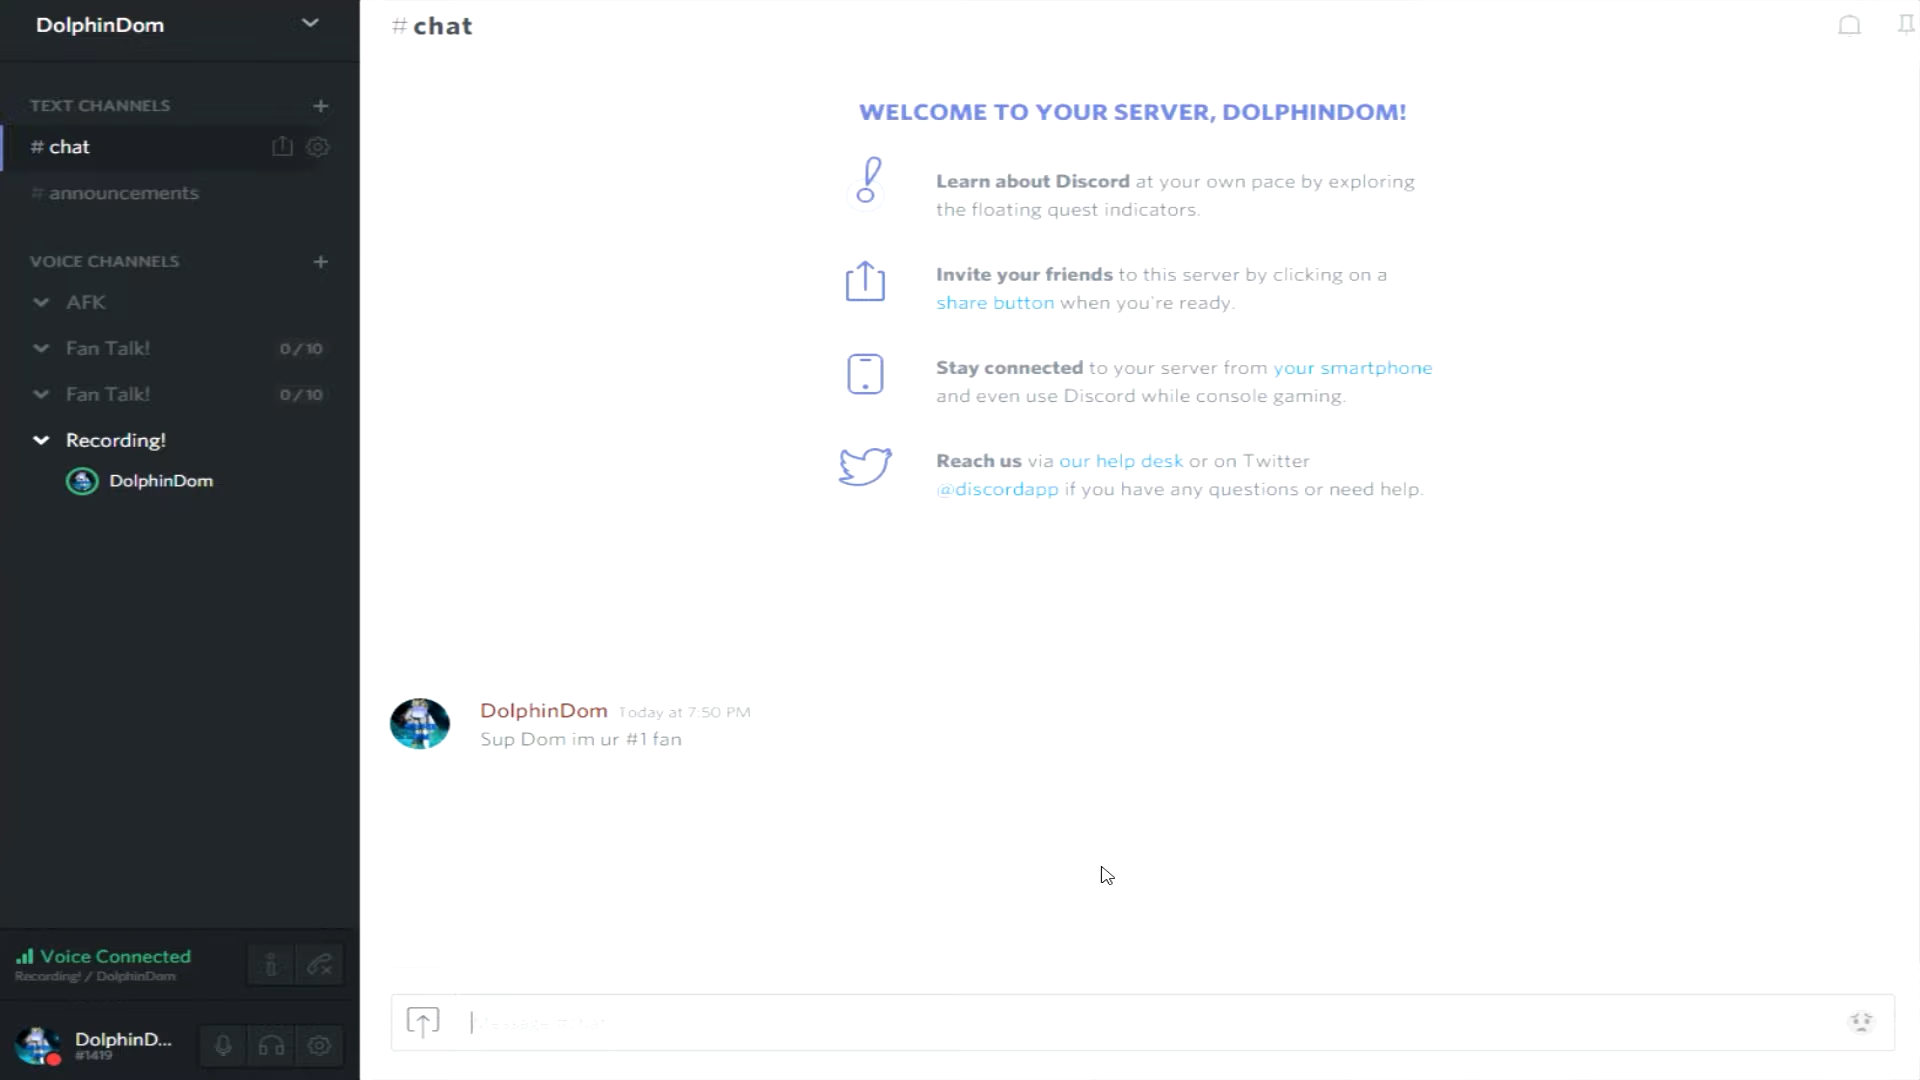 DolphinDom
TEXT CHANNELS
# chat
# announcements
VOICE CHANNELS
AFK
Fan Talk! 0/10
Fan Talk! 0/10
Recording!
DolphinDom
Voice Connected
Recording! / DolphinDom
DolphinD...
#1419
# chat
WELCOME TO YOUR SERVER, DOLPHINDOM!
Learn about Discord at your own pace by exploring
the floating quest indicators.
Invite your friends to this server by clicking on a
share button when you're ready.
Stay connected to your server from your smartphone
and even use Discord while console gaming.
Reach us via our help desk or on Twitter
@discordapp if you have any questions or need help.
DolphinDom Today at 7:50 PM
Sup Dom im ur #1 fan